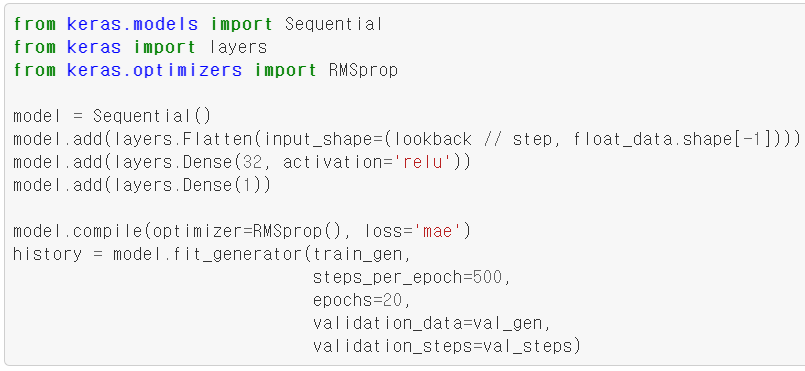 from keras.models import Sequential
from keras import layers
from keras.optimizers import RMSprop

model = Sequential()
model.add(layers.Flatten(input_shape=(lookback // step, float_data.shape[-1])))
model.add(layers.Dense(32, activation='relu'))
model.add(layers.Dense(1))

model.compile(optimizer=RMSprop(), loss='mae')
history = model.fit_generator(train_gen,
                              steps_per_epoch=500,
                              epochs=20,
                              validation_data=val_gen,
                              validation_steps=val_steps)